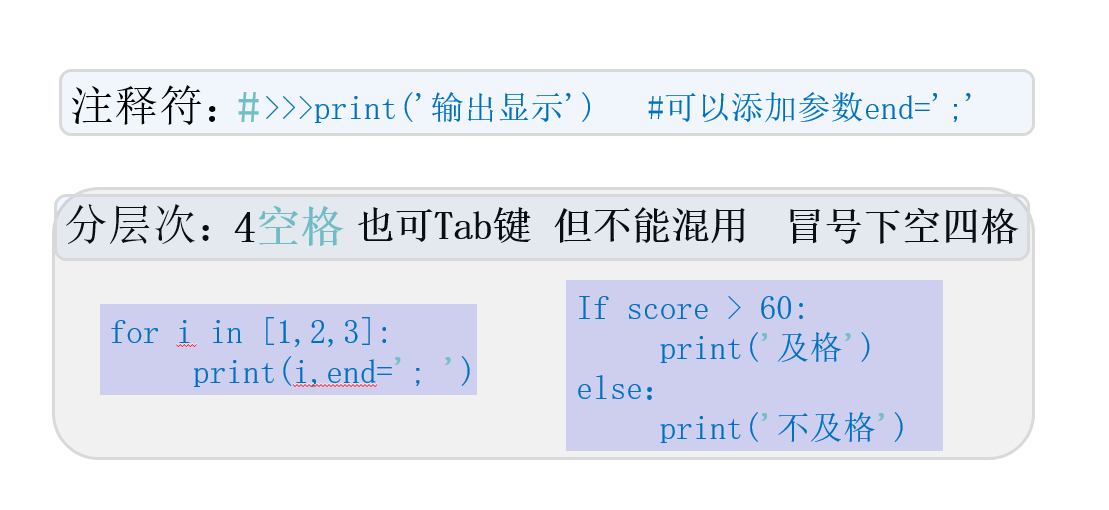 注释符：#>>>print('输出显示')   #可以添加参数end=';'
分层次：4空格 也可Tab键 但不能混用  冒号下空四格
for i in [1,2,3]:
     print(i,end='; ')
If score > 60:
     print('及格')
else：
     print('不及格')